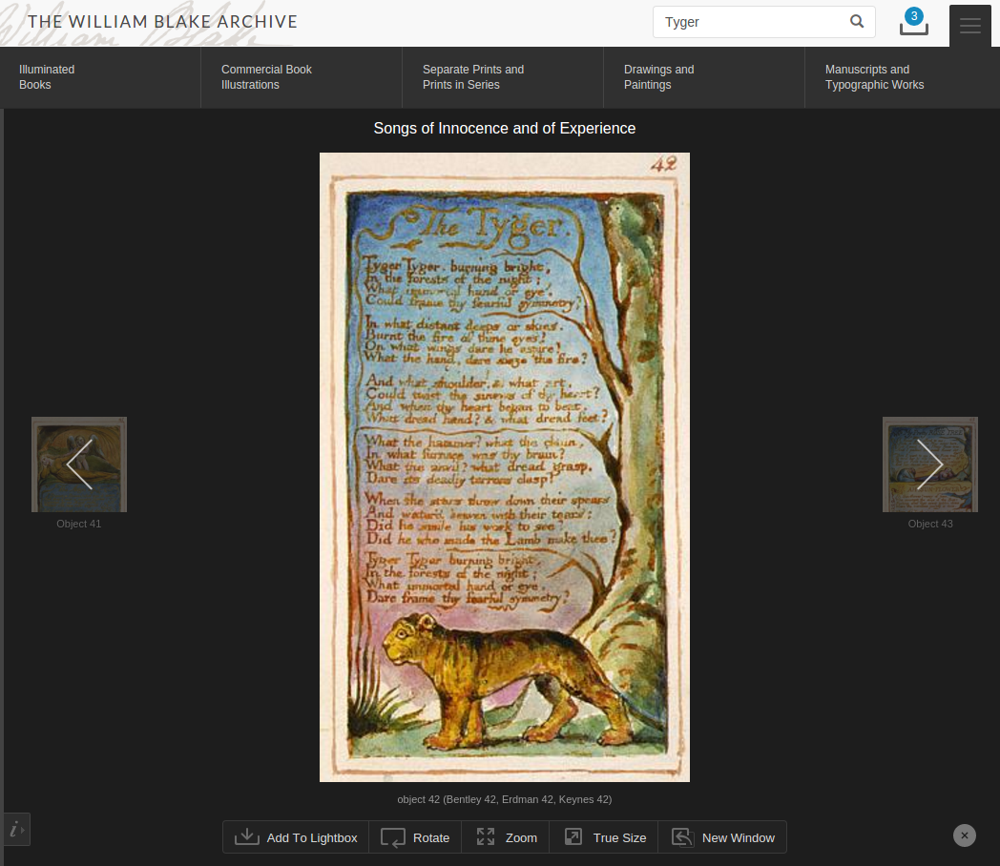 THE WILLIAM BLAKE ARCHIVE
Tyger
3
Illuminated
Books
Commercial Book
Illustrations
Separate Prints and
Prints in Series
Drawings and
Paintings
Manuscripts and
Typographic Works
Songs of Innocence and of Experience
42
The Tyger.
Tyger Tyger. burning bright,
In the forests of the night;
What immortal hand or eye.
Could frame thy fearful symmetry?
In what distant deeps or skies.
Burnt the fire of thine eyes?
On what wings dare he aspire?
What the hand, dare sieze the fire?
And what shoulder, & what art,
Could twist the sinews of thy heart?
And when thy heart began to beat,
What dread hand? & what dread feet?
What the hammer? what the chain,
In what furnace was thy brain?
What the anvil? what dread grasp,
Dare its deadly terrors clasp!
When the stars threw down their spears
And water'd heaven with their tears:
Did he smile his work to see?
Did he who made the Lamb make thee?
Tyger Tyger burning bright,
In the forests of the night;
What immortal hand or eye,
Dare frame thy fearful symmetry?
Object 41
Object 43
object 42 (Bentley 42, Erdman 42, Keynes 42)
i
Add To Lightbox
Rotate
Zoom
True Size
New Window